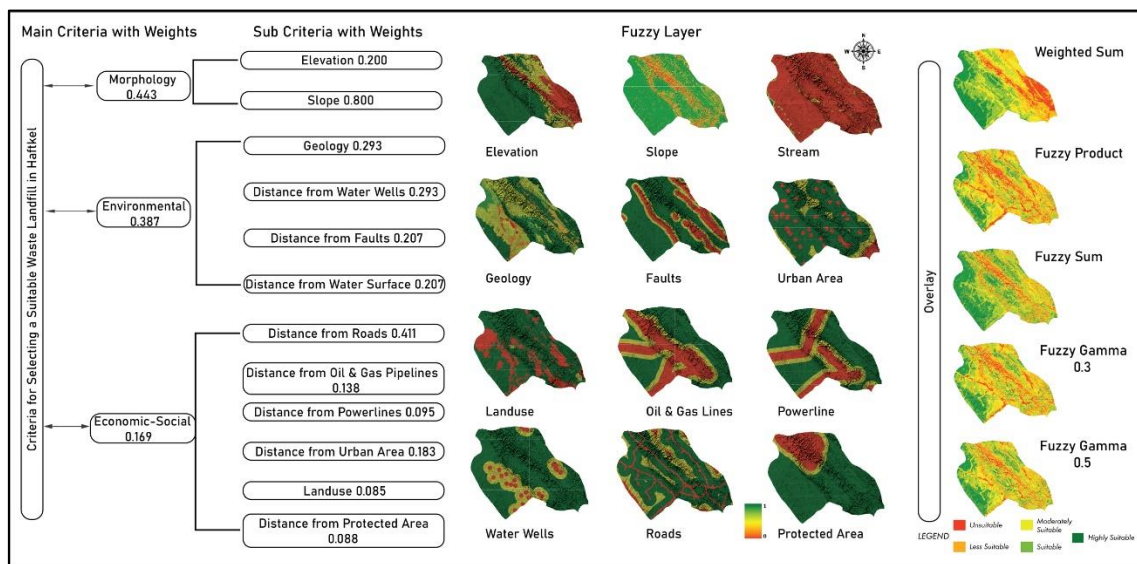 Main Criteria with Weights
Sub Criteria with Weights
Fuzzy Layer
Criteria for Selecting a Suitable Waste Landfill in Haftkel
Morphology
0.443
Environmental
0.387
Economic-Social
0.169
Elevation 0.200
Slope 0.800
Geology 0.293
Distance from Water Wells 0.293
Distance from Faults 0.207
Distance from Water Surface 0.207
Distance from Roads 0.411
Distance from Oil & Gas Pipelines
0.138
Distance from Powerlines 0.095
Distance from Urban Area 0.183
Landuse 0.085
Distance from Protected Area
0.088
N
W E
S
Elevation
Slope
Stream
Geology
Faults
Urban Area
Landuse
Oil & Gas Lines
Powerline
Water Wells
Roads
Protected Area
1
0
Overlay
Weighted Sum
Fuzzy Product
Fuzzy Sum
Fuzzy Gamma
0.3
Fuzzy Gamma
0.5
LEGEND
Unsuitable
Less Suitable
Moderately
Suitable
Suitable
Highly Suitable